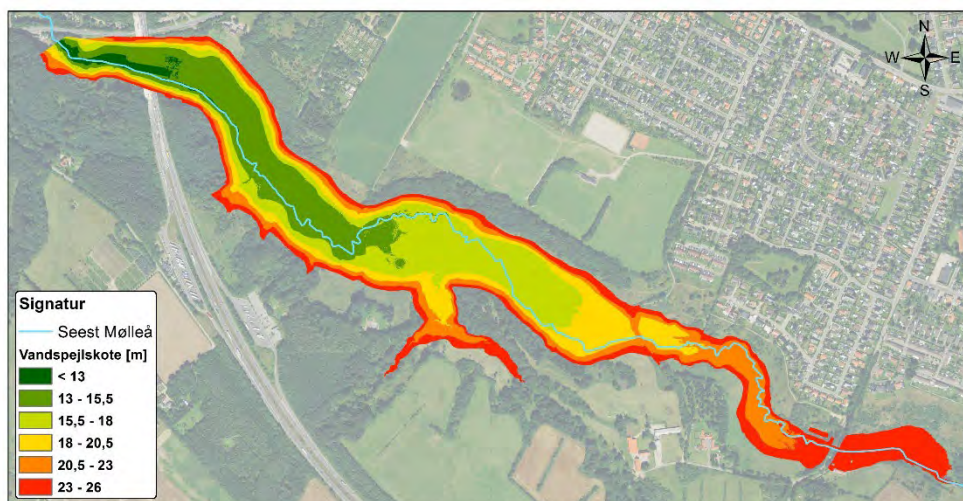 N
W E
S
Signatur
Seest Mølleå
Vandspejlskote [m]
< 13
13 - 15,5
15,5 - 18
18 - 20,5
20,5 - 23
23 - 26